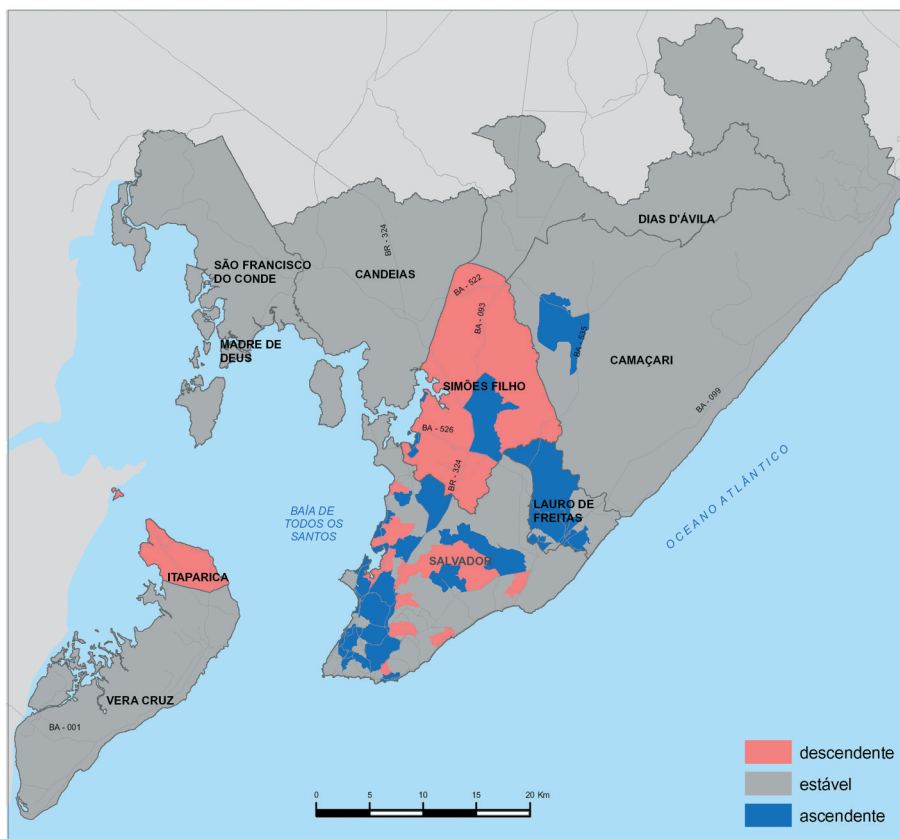 DIAS D'ÁVILA
BR - 324
SÃO FRANCISCO
DO CONDE
CANDEIAS
BA - 522
BA - 093
BA - 535
MADRE DE
DEUS
CAMAÇARI
SIMÕES FILHO
BA - 099
BA - 526
BR - 324
OCEANO ATLÂNTICO
LAURO DE
FREITAS
BAÍA DE
TODOS OS
SANTOS
SALVADOR
ITAPARICA
VERA CRUZ
BA - 001
descendente
estável
ascendente
0 5 10 15 20 Km